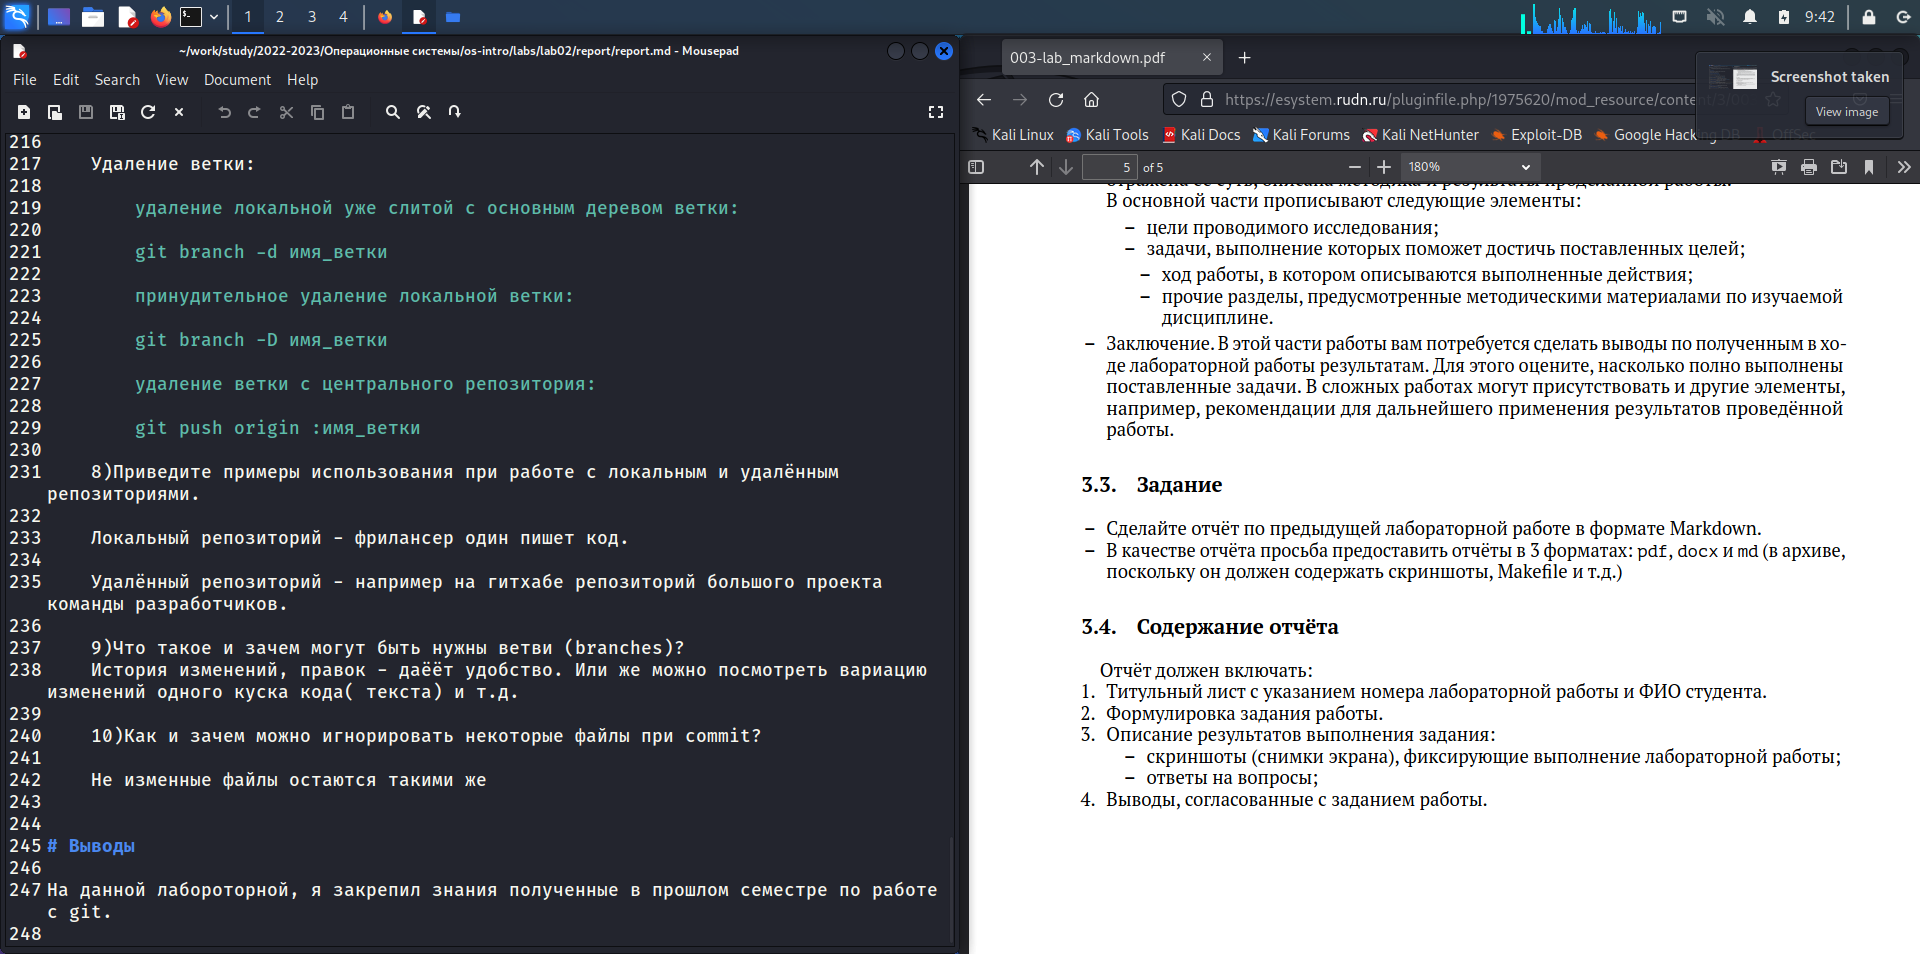 1
2
3
4
9:42
~/work/study/2022-2023/Операционные системы/os-intro/labs/lab02/report/report.md - Mousepad
File Edit Search View Document Help
216
217 Удаление ветки:
218
219 удаление локальной уже слитой с основным деревом ветки:
220
221 git branch -d имя_ветки
222
223 принудительное удаление локальной ветки:
224
225 git branch -D имя_ветки
226
227 удаление ветки с центрального репозитория:
228
229 git push origin :имя_ветки
230
231 8)Приведите примеры использования при работе с локальным и удалённым
репозиториями.
232
233 Локальный репозиторий - фрилансер один пишет код.
234
235 Удалённый репозиторий - например на гитхабе репозиторий большого проекта
команды разработчиков.
236
237 9)Что такое и зачем могут быть нужны ветви (branches)?
238 История изменений, правок - даёёт удобство. Или же можно посмотреть вариацию
изменений одного куска кода( текста) и т.д.
239
240 10)Как и зачем можно игнорировать некоторые файлы при commit?
241
242 Не изменные файлы остаются такими же
243
244
245 # Выводы
246
247 На данной лабороторной, я закрепил знания полученные в прошлом семестре по работе
с git.
248
003-lab_markdown.pdf
Screenshot taken
View image
https://esystem.rudn.ru/pluginfile.php/1975620/mod_resource/content
Kali Linux Kali Tools Kali Docs Kali Forums Kali NetHunter Exploit-DB Google Hacking DB OffSec
5 of 5
180%
отражена её суть, описана методика и результаты проделанной работы.
В основной части прописывают следующие элементы:
– цели проводимого исследования;
– задачи, выполнение которых поможет достичь поставленных целей;
– ход работы, в котором описываются выполненные действия;
– прочие разделы, предусмотренные методическими материалами по изучаемой
дисциплине.
– Заключение. В этой части работы вам потребуется сделать выводы по полученным в хо-
де лабораторной работы результатам. Для этого оцените, насколько полно выполнены
поставленные задачи. В сложных работах могут присутствовать и другие элементы,
например, рекомендации для дальнейшего применения результатов проведённой
работы.
3.3. Задание
– Сделайте отчёт по предыдущей лабораторной работе в формате Markdown.
– В качестве отчёта просьба предоставить отчёты в 3 форматах: pdf, docx и md (в архиве,
поскольку он должен содержать скриншоты, Makefile и т.д.)
3.4. Содержание отчёта
Отчёт должен включать:
1. Титульный лист с указанием номера лабораторной работы и ФИО студента.
2. Формулировка задания работы.
3. Описание результатов выполнения задания:
– скриншоты (снимки экрана), фиксирующие выполнение лабораторной работы;
– ответы на вопросы;
4. Выводы, согласованные с заданием работы.